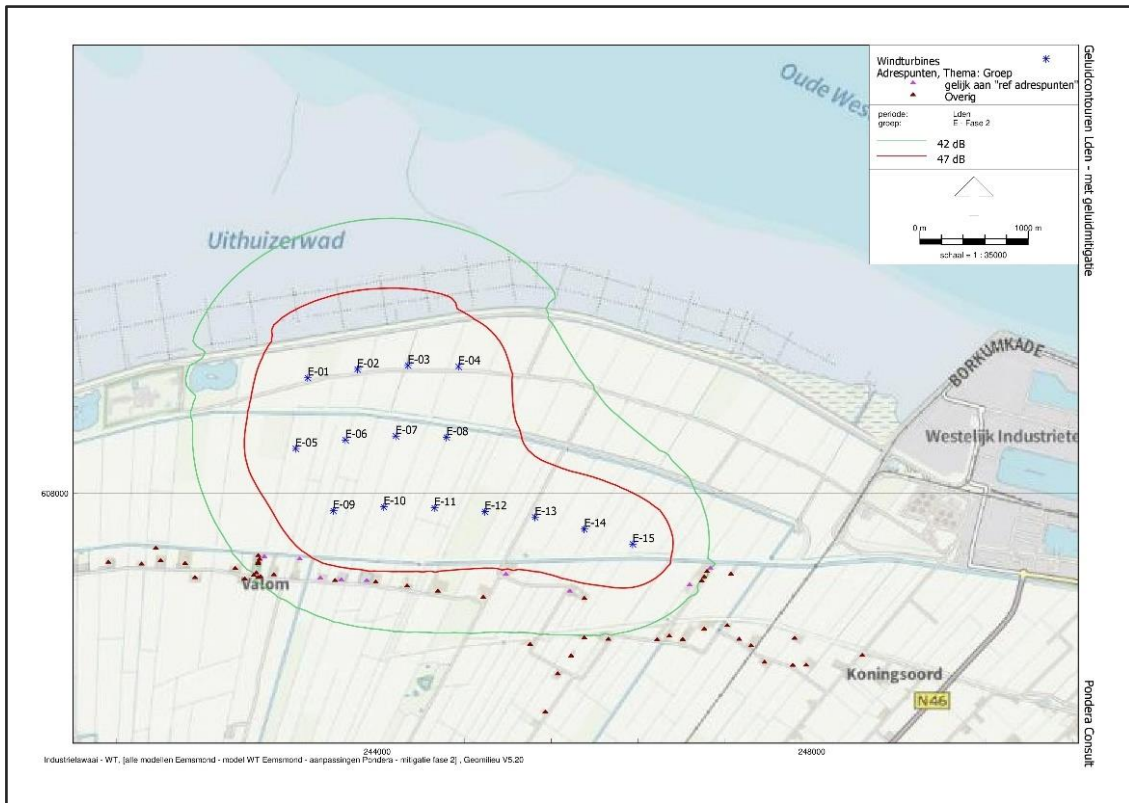 Oude Wes
Windturbines
Adrespunten, Thema: Groep
gelijk aan "ref adrespunten"
Overig
periode: Lden
groep: E - Fase 2
42 dB
47 dB
0 m 1000 m
schaal = 1 : 35000
Geluidcontouren Lden - met geluidmitigatie
Uithuizerwad
BORKUMKADE
E-01
E-02
E-03
E-04
E-05
E-06
E-07
E-08
Westelijk Industriete
608000
E-09
E-10
E-11
E-12
E-13
E-14
E-15
Valom
Koningsoord
N46
Pondera Consult
244000
248000
Industrielawaai - WT, [alle modellen Eemsmond - model WT Eemsmond - aanpassingen Pondera - mitigatie fase 2] , Geomilieu V5.20